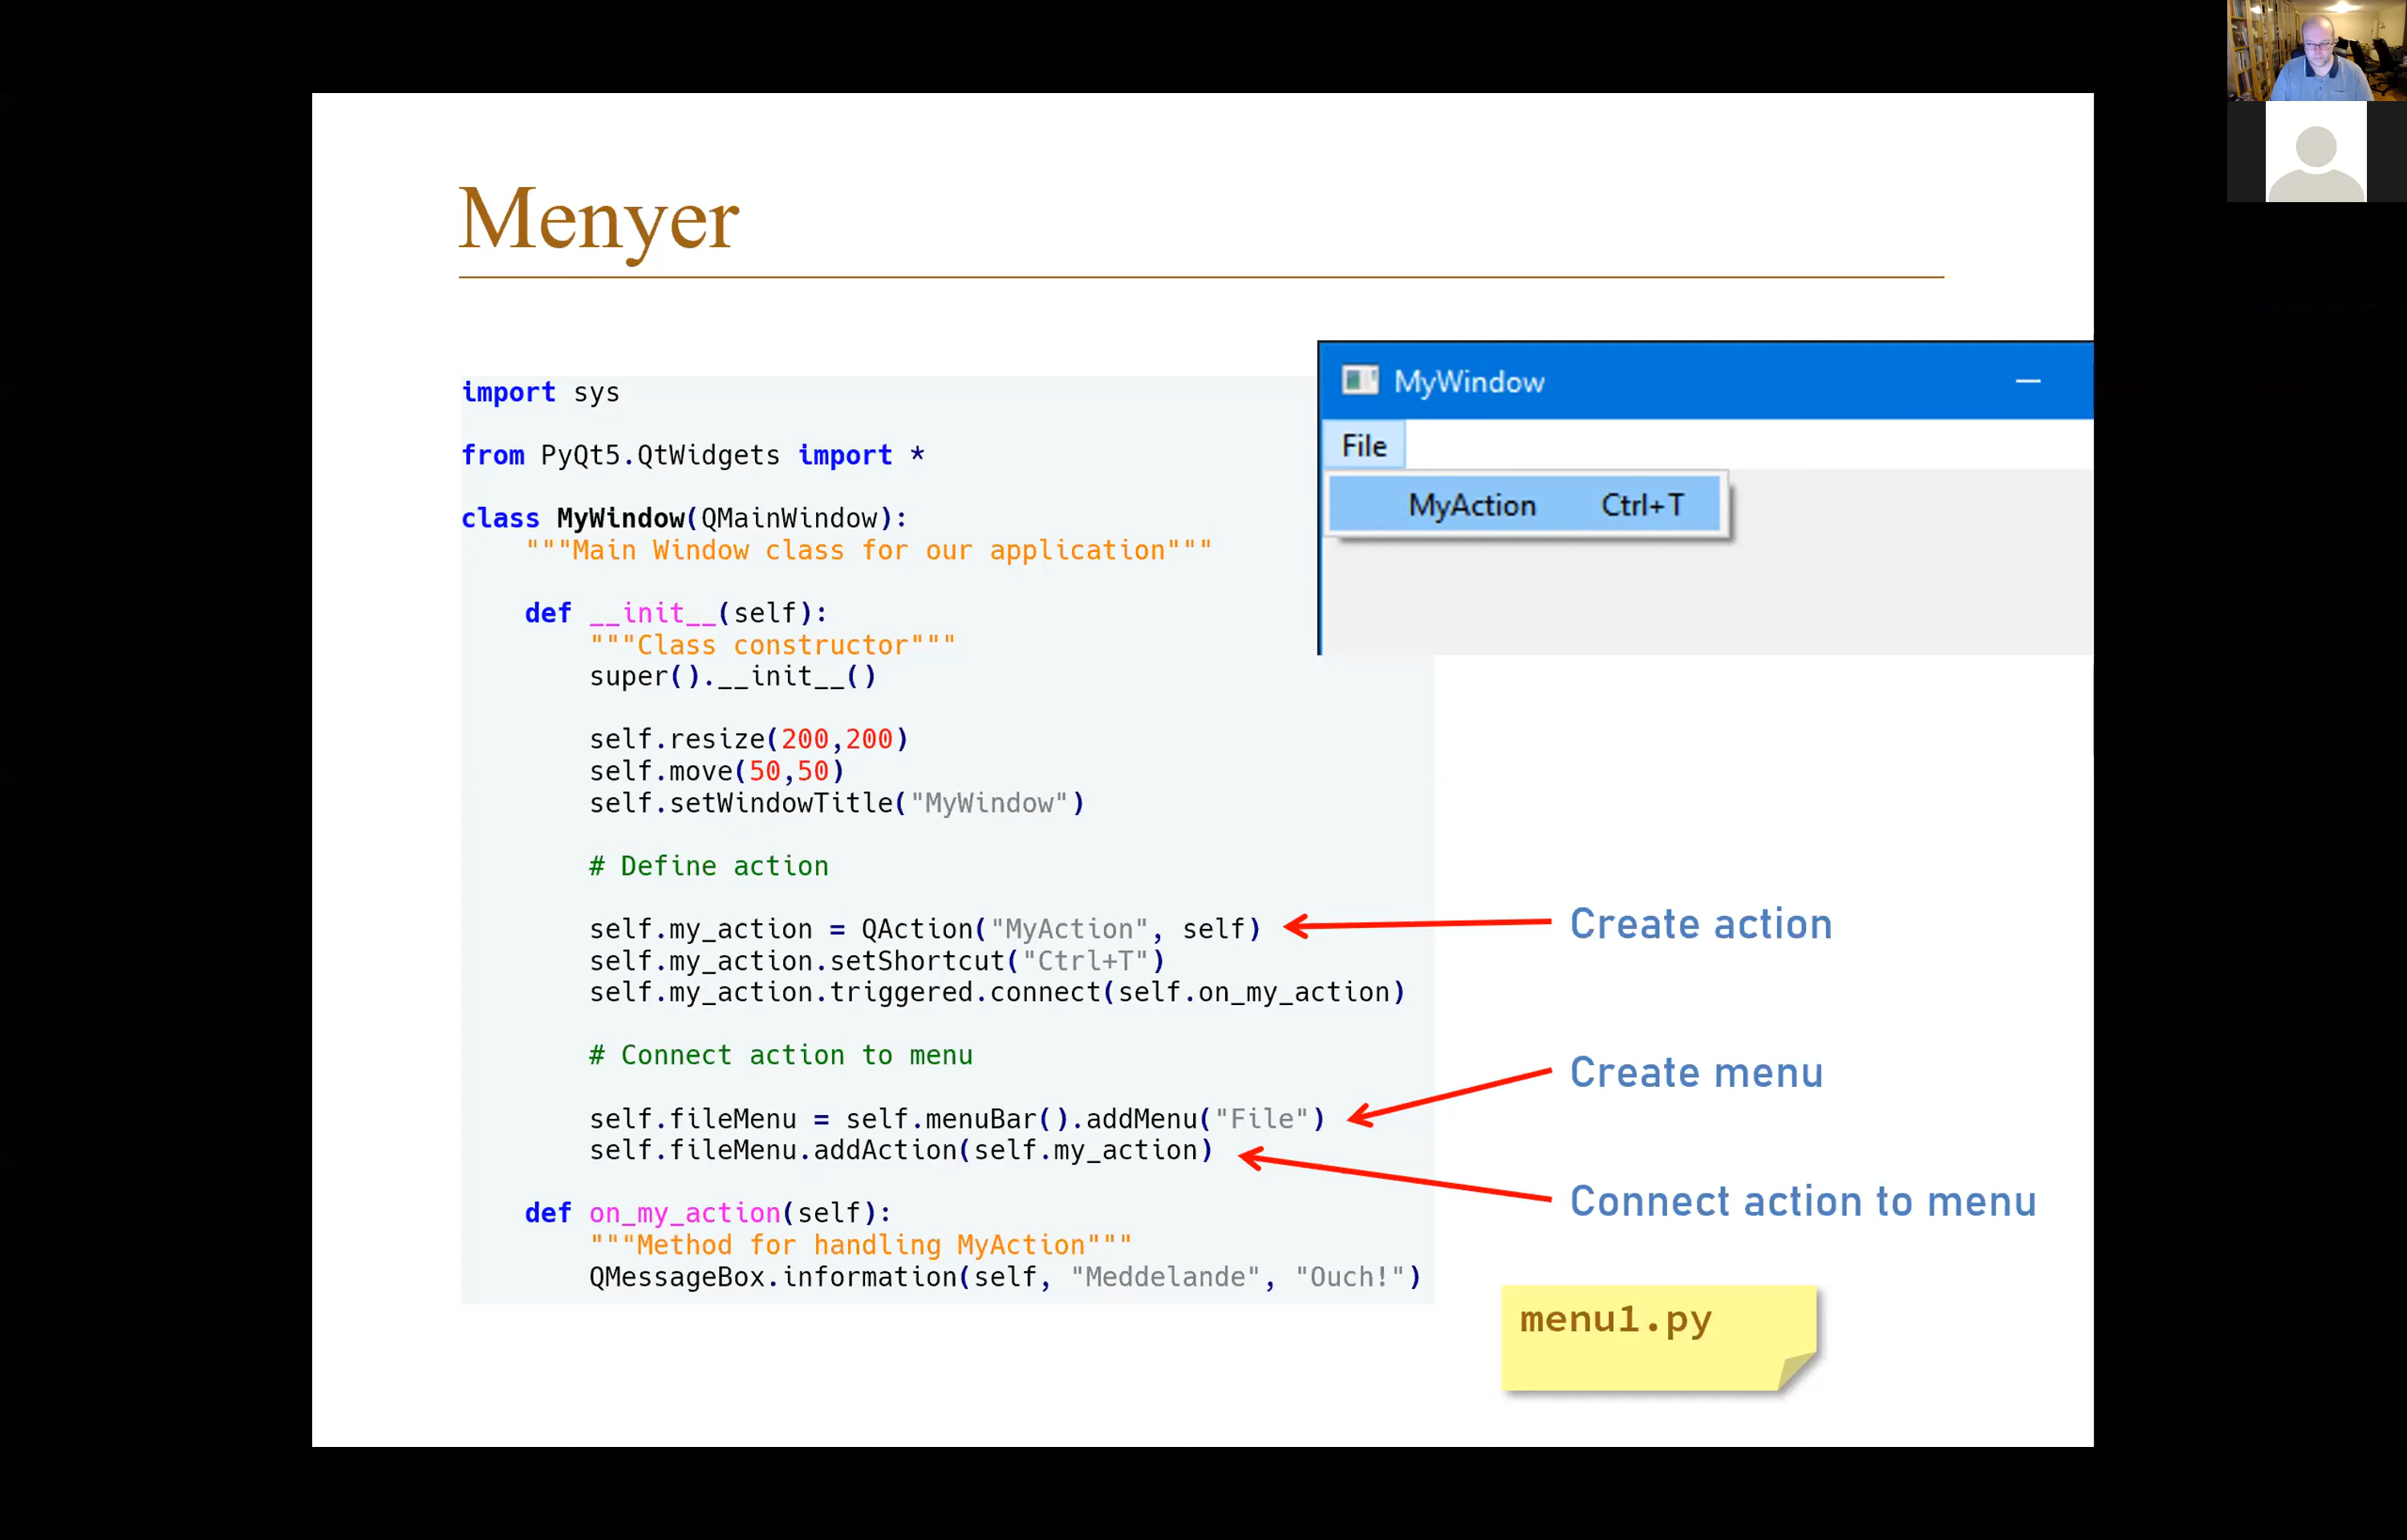 Menyer
import sys
from PyQt5.QtWidgets import *
class MyWindow(QMainWindow):
"""Main Window class for our application"""
def __init__(self):
"""Class constructor"""
super().__init__()
self.resize(200,200)
self.move(50,50)
self.setWindowTitle("MyWindow")
# Define action
self.my_action = QAction("MyAction", self)
self.my_action.setShortcut("Ctrl+T")
self.my_action.triggered.connect(self.on_my_action)
# Connect action to menu
self.fileMenu = self.menuBar().addMenu("File")
self.fileMenu.addAction(self.my_action)
def on_my_action(self):
"""Method for handling MyAction"""
QMessageBox.information(self, "Meddelande", "Ouch!")
MyWindow
File
MyAction Ctrl+T
Create action
Create menu
Connect action to menu
menu1.py